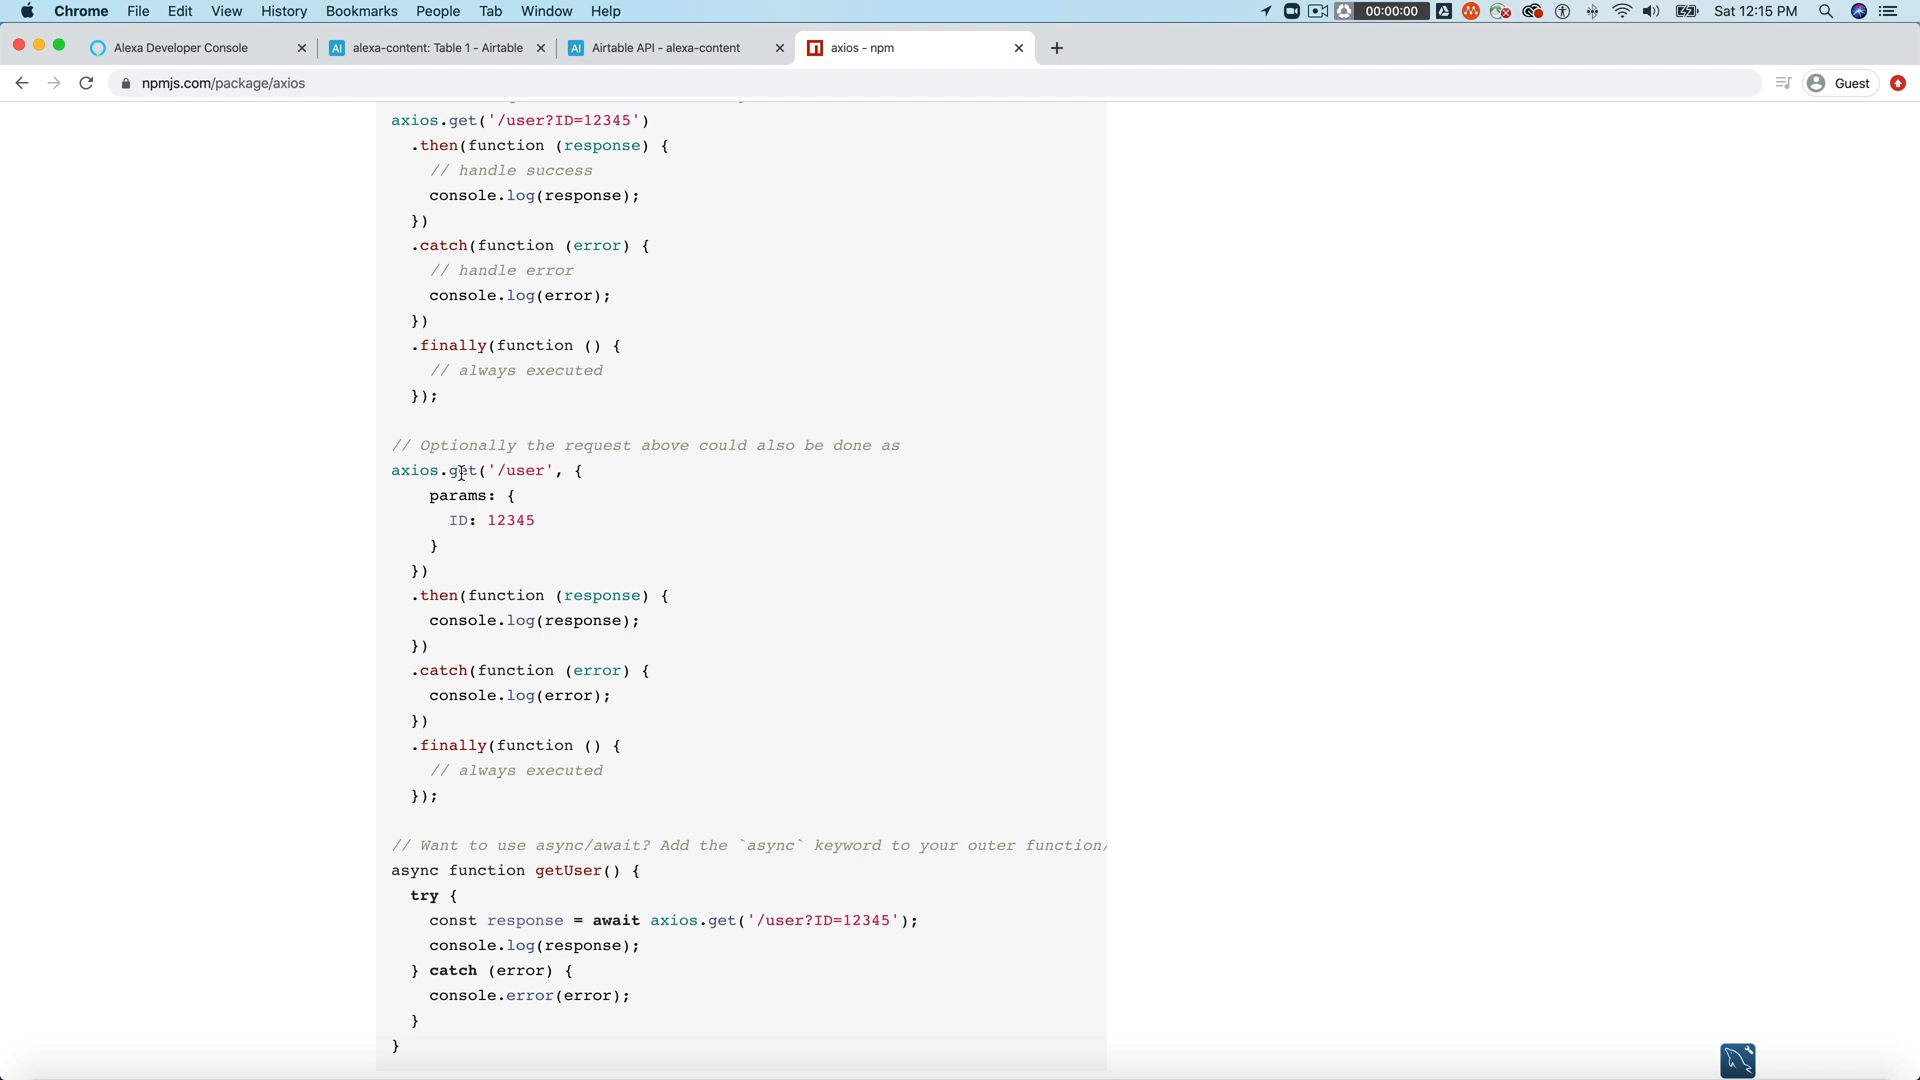 Chrome File Edit View History Bookmarks People Tab Window Help 00:00:00 Sat 12:15 PM
Alexa Developer Console alexa-content: Table 1 - Airtable Airtable API - alexa-content axios - npm
npmjs.com/package/axios Guest
axios.get('/user?ID=12345')
.then(function (response) {
// handle success
console.log(response);
})
.catch(function (error) {
// handle error
console.log(error);
})
.finally(function () {
// always executed
});
// Optionally the request above could also be done as
axios.get('/user', {
params: {
ID: 12345
}
})
.then(function (response) {
console.log(response);
})
.catch(function (error) {
console.log(error);
})
.finally(function () {
// always executed
});
// Want to use async/await? Add the `async` keyword to your outer function/
async function getUser() {
try {
const response = await axios.get('/user?ID=12345');
console.log(response);
} catch (error) {
console.error(error);
}
}